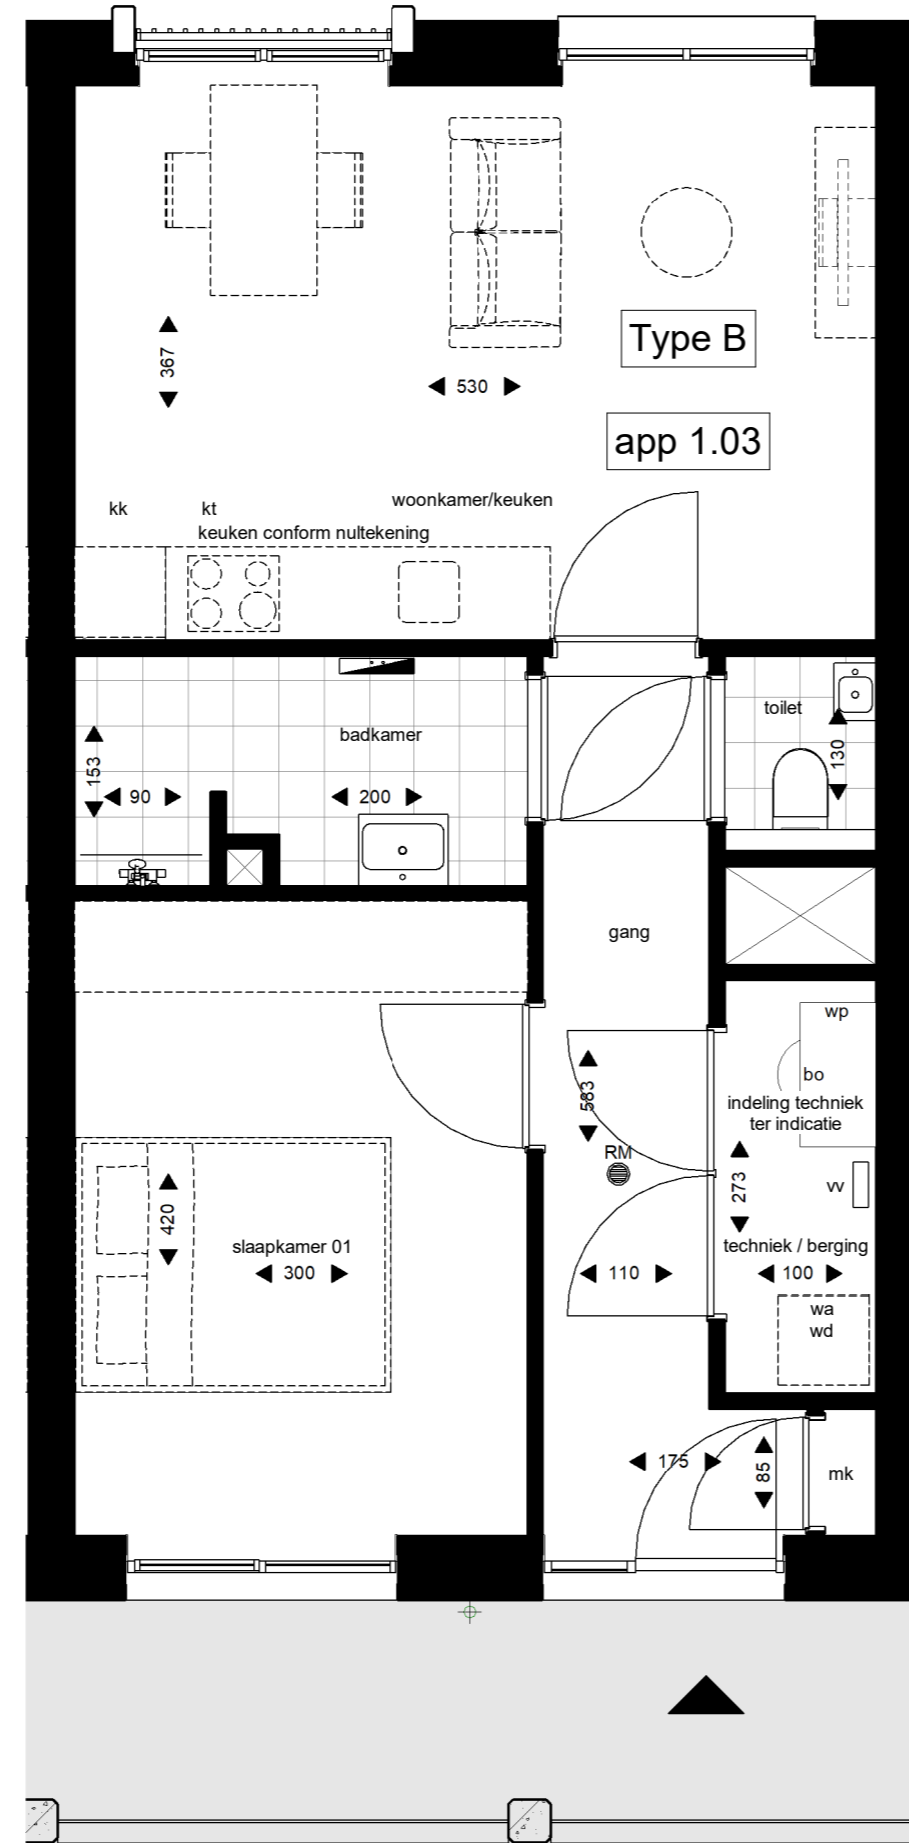 367
530
Type B
app 1.03
woonkamer/keuken
kk
kt
keuken conform nultekening
badkamer
153
90
200
toilet
130
gang
wp
bo
indeling techniek
ter indicatie
583
RM
273
vv
420
slaapkamer 01
300
110
techniek / berging
100
wa
wd
175
85
mk